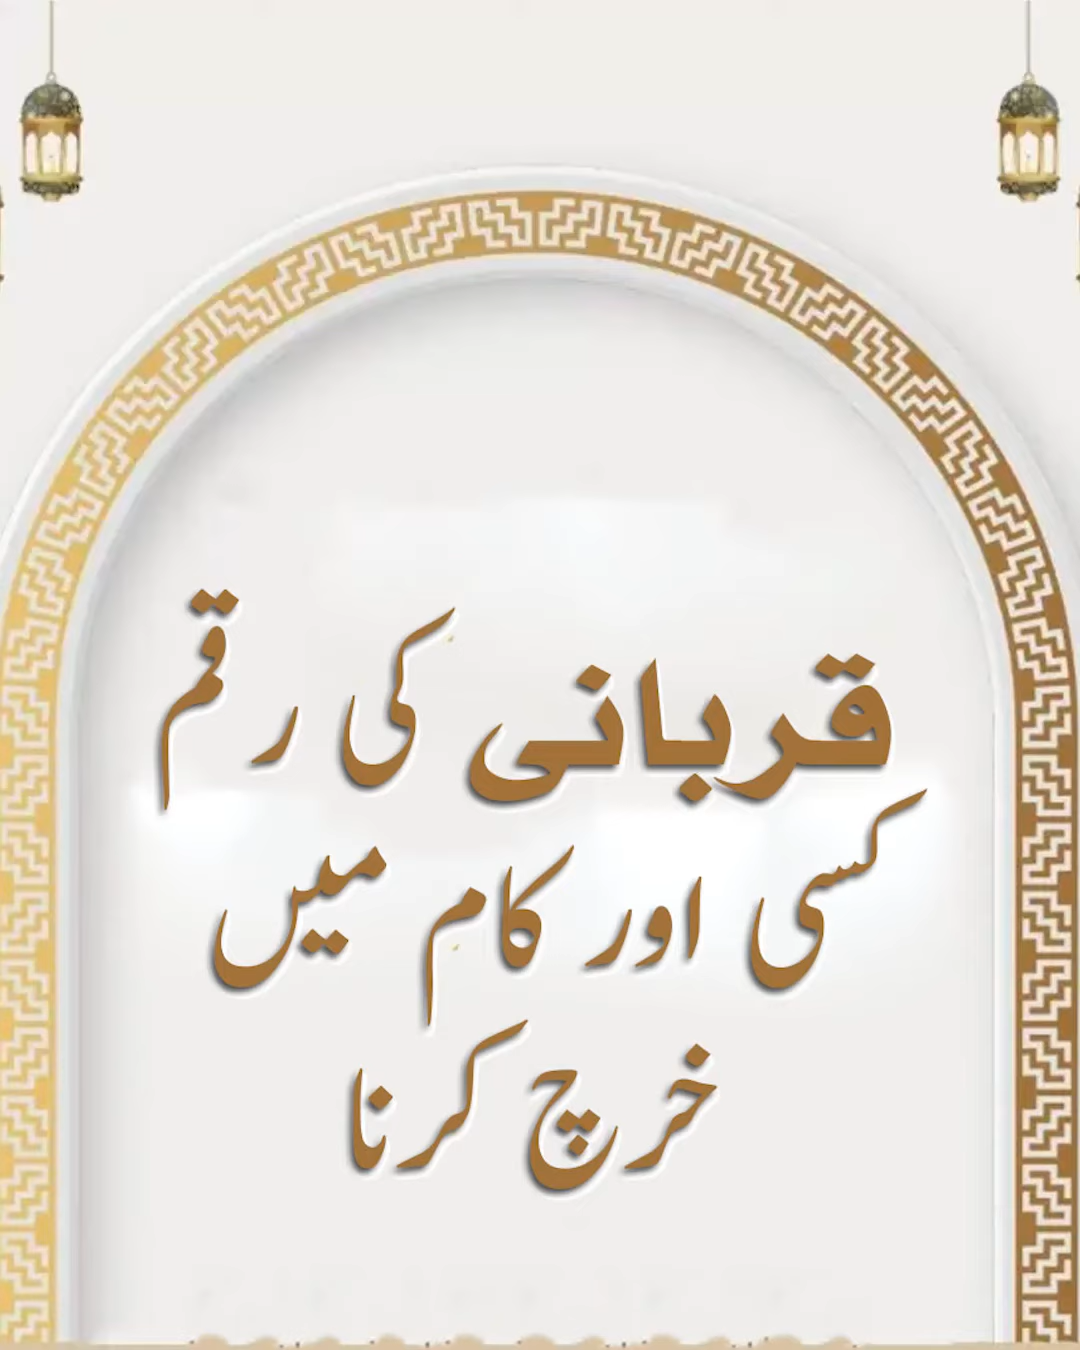 قربانی کی رقم
کسی اور کام میں
خرچ کرنا